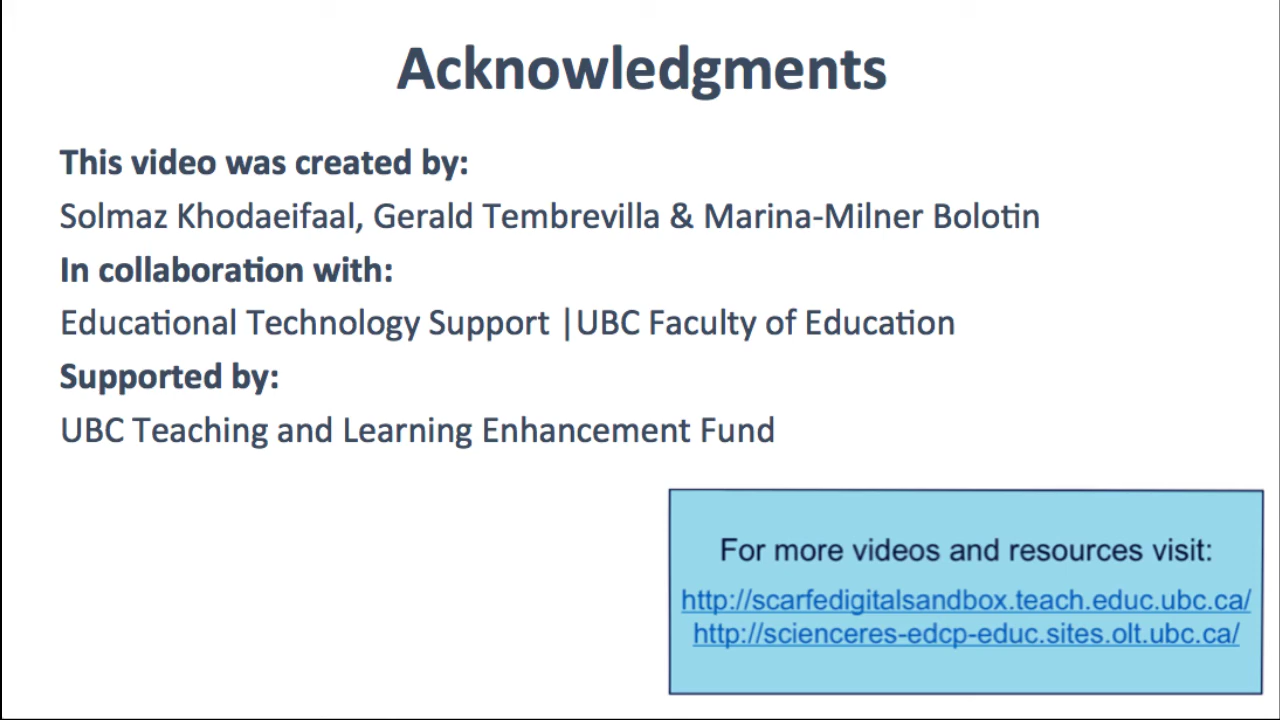 Acknowledgments
This video was created by:
Solmaz Khodaeifaal, Gerald Tembrevilla & Marina-Milner Bolotin
In collaboration with:
Educational Technology Support |UBC Faculty of Education
Supported by:
UBC Teaching and Learning Enhancement Fund
For more videos and resources visit:
http://scarfedigitalsandbox.teach.educ.ubc.ca/
http://scienceres-edcp-educ.sites.olt.ubc.ca/